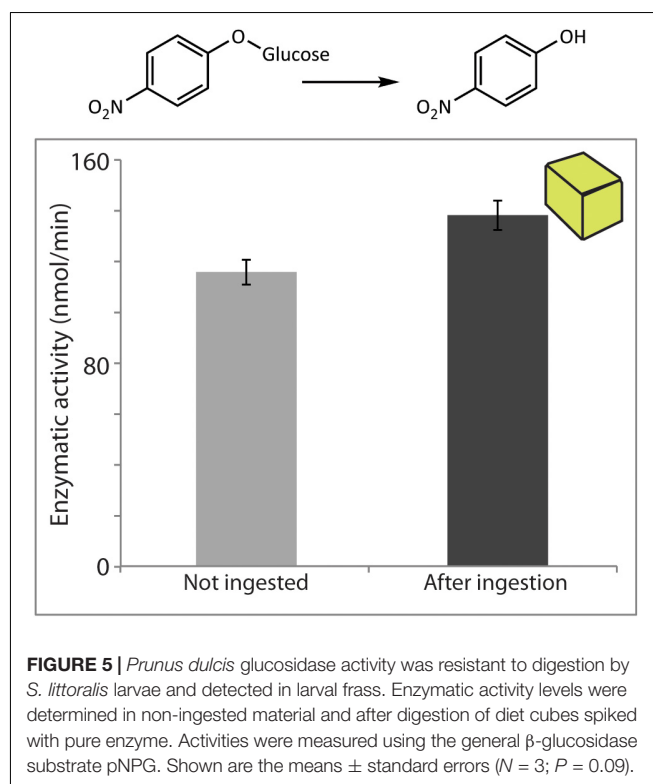 O
Glucose
OH
O₂N
O₂N
160
80
0
Enzymatic activity (nmol/min)
Not ingested
After ingestion
FIGURE 5 | Prunus dulcis glucosidase activity was resistant to digestion by
S. littoralis larvae and detected in larval frass. Enzymatic activity levels were
determined in non-ingested material and after digestion of diet cubes spiked
with pure enzyme. Activities were measured using the general β-glucosidase
substrate pNPG. Shown are the means ± standard errors (N = 3; P = 0.09).